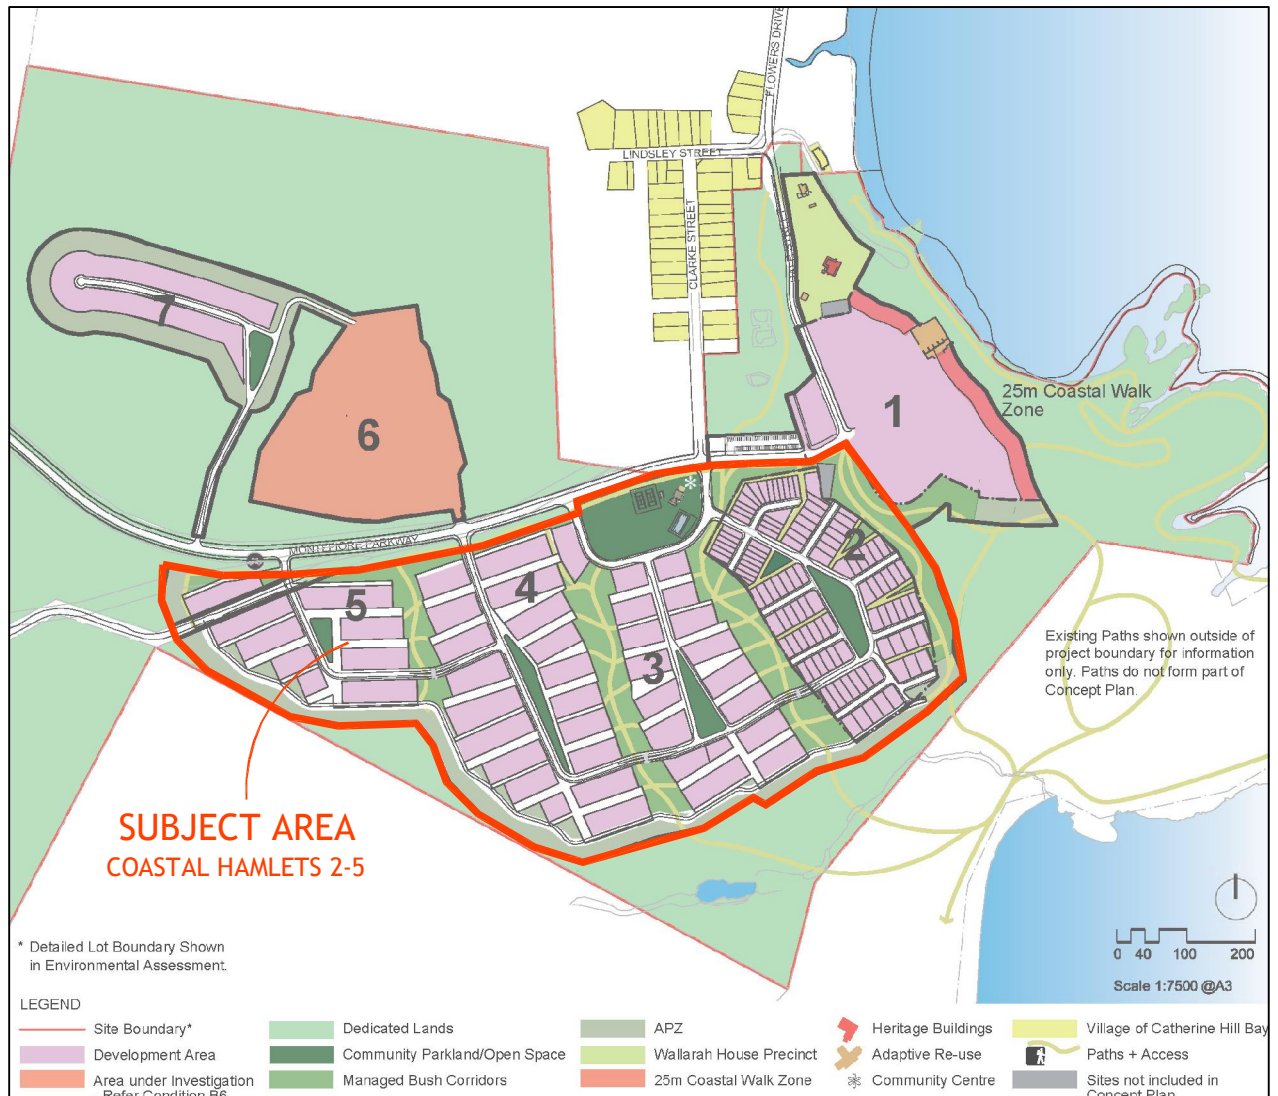 FLOWERS DRIVE
LINDSLEY STREET
CLARKE STREET
7
6
1
25m Coastal Walk
Zone
MONTEFIORE PARKWAY
2
4
5
3
Existing Paths shown outside of
project boundary for information
only. Paths do not form part of
Concept Plan.
SUBJECT AREA
COASTAL HAMLETS 2-5
* Detailed Lot Boundary Shown
in Environmental Assessment.
0 40 100 200
Scale 1:7500 @A3
LEGEND
Site Boundary*
Development Area
Area under Investigation
Refer Condition B6
Dedicated Lands
Community Parkland/Open Space
Managed Bush Corridors
APZ
Wallarah House Precinct
25m Coastal Walk Zone
Heritage Buildings
Adaptive Re-use
Community Centre
Village of Catherine Hill Bay
Paths + Access
Sites not included in
Concept Plan